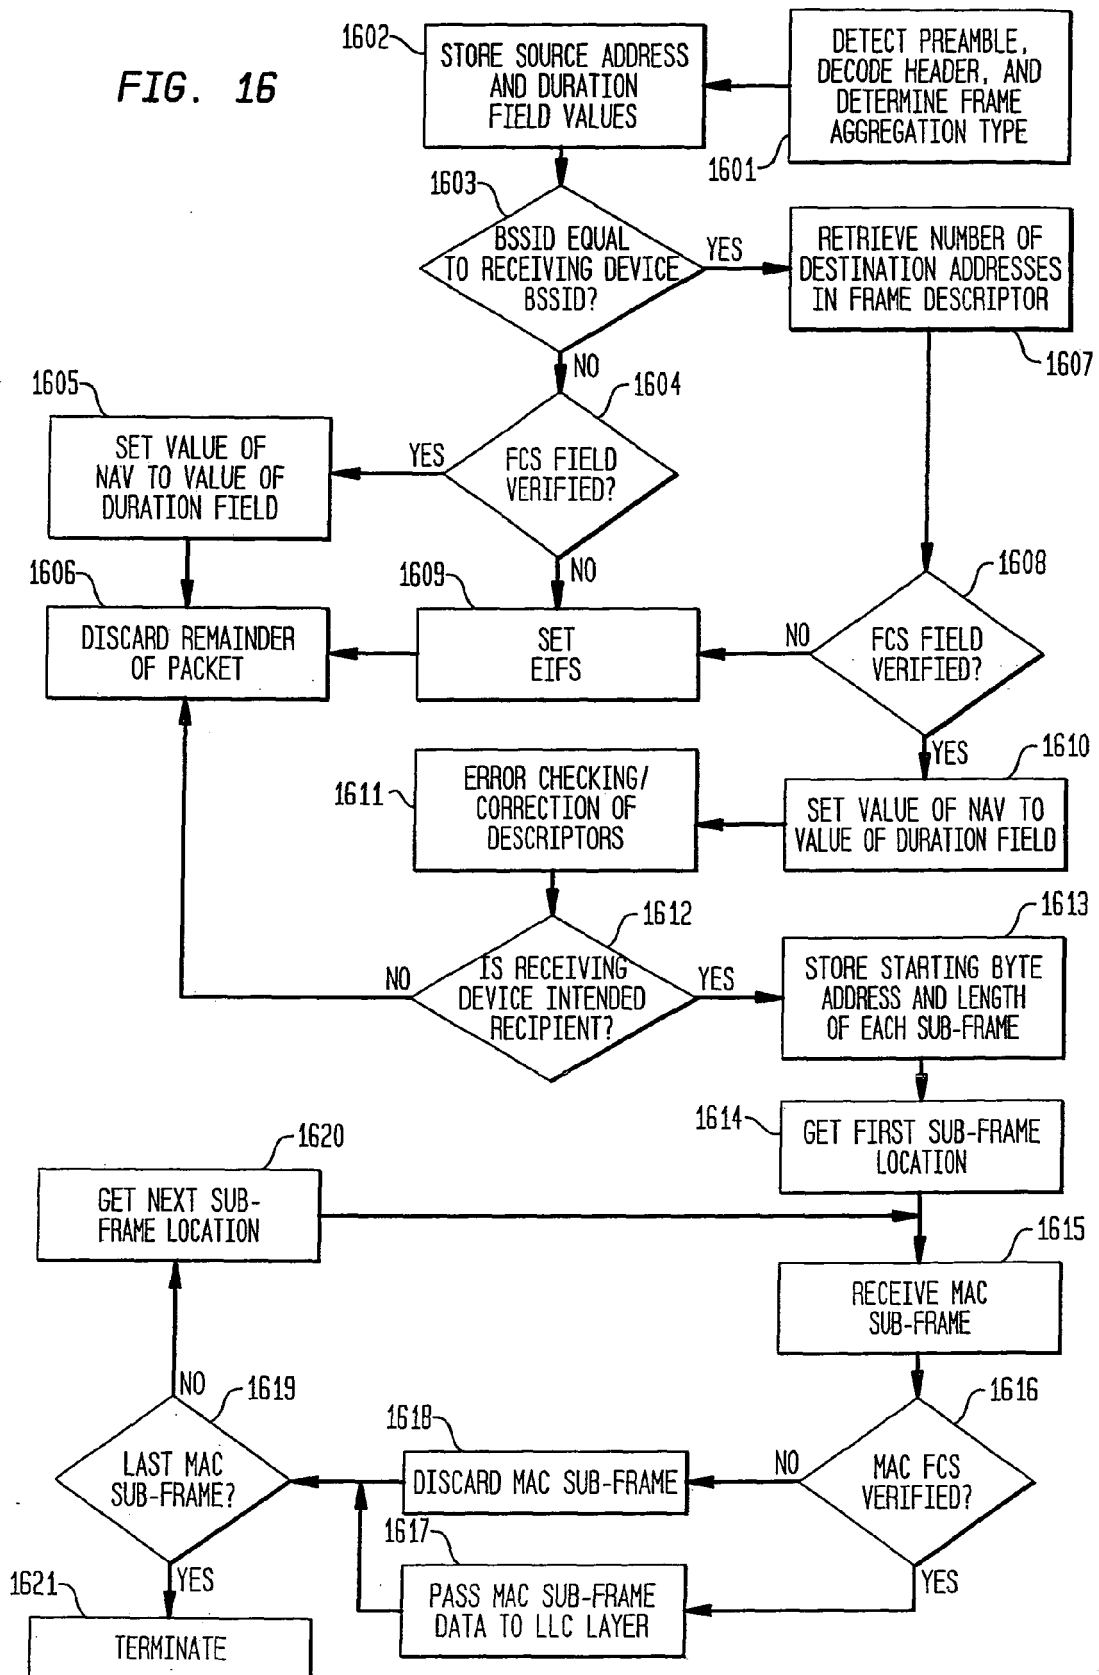 FIG. 16
1602
STORE SOURCE ADDRESS
AND DURATION
FIELD VALUES
DETECT PREAMBLE,
DECODE HEADER, AND
DETERMINE FRAME
AGGREGATION TYPE
1601
1603
BSSID EQUAL
TO RECEIVING DEVICE
BSSID?
YES
NO
RETRIEVE NUMBER OF
DESTINATION ADDRESSES
IN FRAME DESCRIPTOR
1607
1605
SET VALUE OF
NAV TO VALUE OF
DURATION FIELD
1604
YES
FCS FIELD
VERIFIED?
NO
1606
DISCARD REMAINDER
OF PACKET
1609
SET
EIFS
1608
NO
FCS FIELD
VERIFIED?
YES
1610
SET VALUE OF NAV TO
VALUE OF DURATION FIELD
1611
ERROR CHECKING/
CORRECTION OF
DESCRIPTORS
1612
NO
IS RECEIVING
DEVICE INTENDED
RECIPIENT?
YES
1613
STORE STARTING BYTE
ADDRESS AND LENGTH
OF EACH SUB-FRAME
1614
GET FIRST SUB-FRAME
LOCATION
1620
GET NEXT SUB-
FRAME LOCATION
1615
RECEIVE MAC
SUB-FRAME
1616
NO
MAC FCS
VERIFIED?
YES
1618
DISCARD MAC SUB-FRAME
1617
PASS MAC SUB-FRAME
DATA TO LLC LAYER
NO
1619
LAST MAC
SUB-FRAME?
YES
1621
TERMINATE